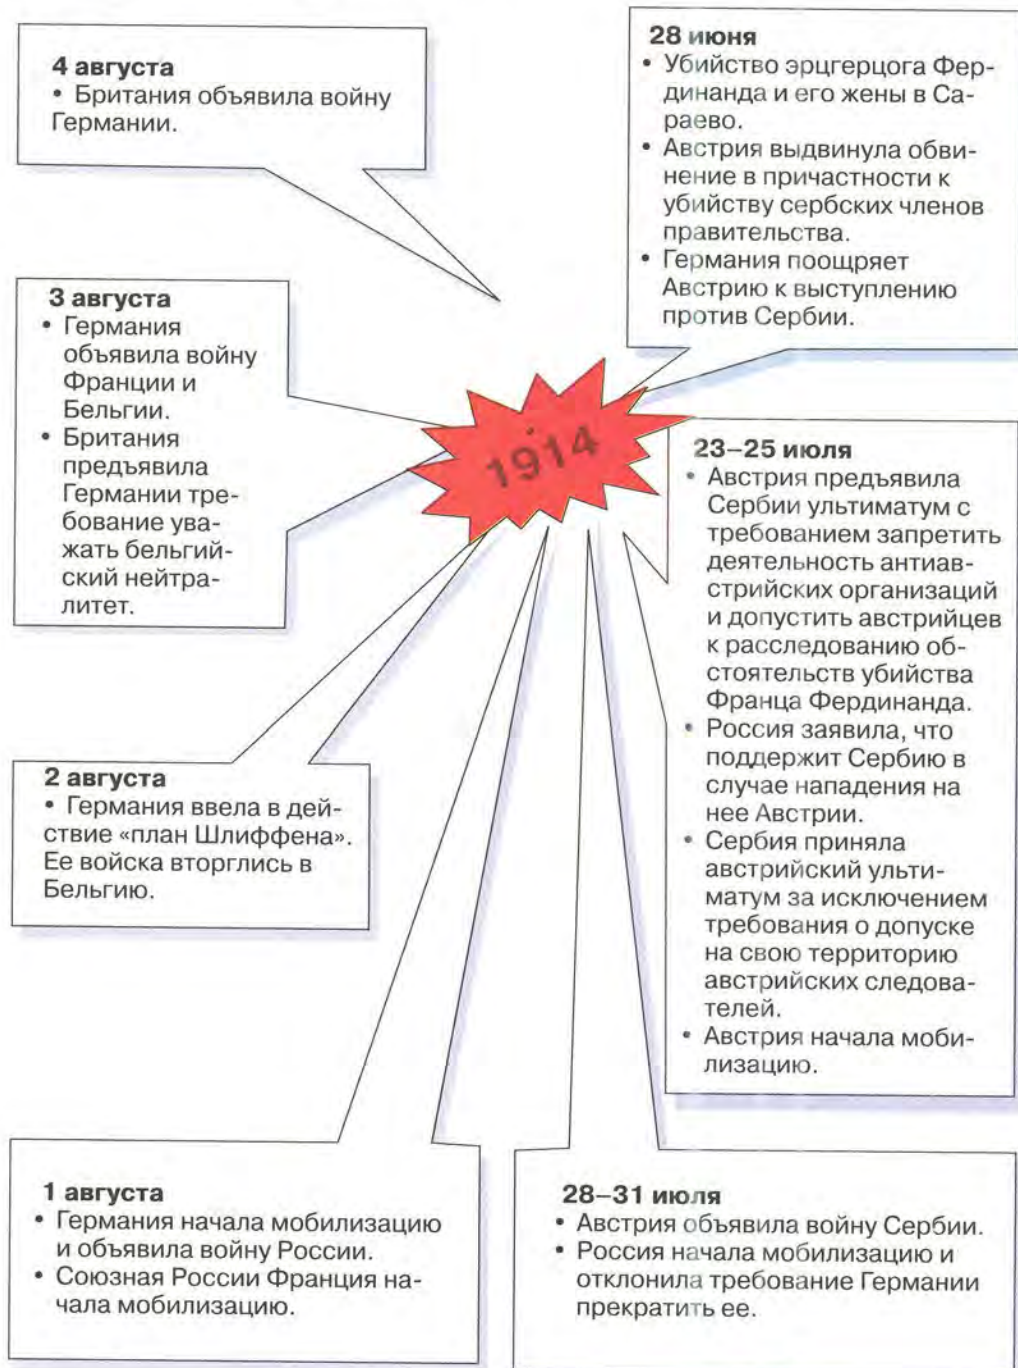 4 августа
• Британия объявила войну
Германии.
28 июня
• Убийство эрцгерцога Фер-
динанда и его жены в Са-
раево.
• Австрия выдвинула обви-
нение в причастности к
убийству сербских членов
правительства.
• Германия поощряет
Австрию к выступлению
против Сербии.
3 августа
• Германия
объявила войну
Франции и
Бельгии.
• Британия
предъявила
Германии тре-
бование ува-
жать бельгий-
ский нейтра-
литет.
1914
23–25 июля
• Австрия предъявила
Сербии ультиматум с
требованием запретить
деятельность антиав-
стрийских организаций
и допустить австрийцев
к расследованию об-
стоятельств убийства
Франца Фердинанда.
• Россия заявила, что
поддержит Сербию в
случае нападения на
нее Австрии.
• Сербия приняла
австрийский ульти-
матум за исключением
требования о допуске
на свою территорию
австрийских следова-
телей.
• Австрия начала моби-
лизацию.
2 августа
• Германия ввела в дей-
ствие «план Шлиффена».
Ее войска вторглись в
Бельгию.
1 августа
• Германия начала мобилизацию
и объявила войну России.
• Союзная России Франция на-
чала мобилизацию.
28–31 июля
• Австрия объявила войну Сербии.
• Россия начала мобилизацию и
отклонила требование Германии
прекратить ее.